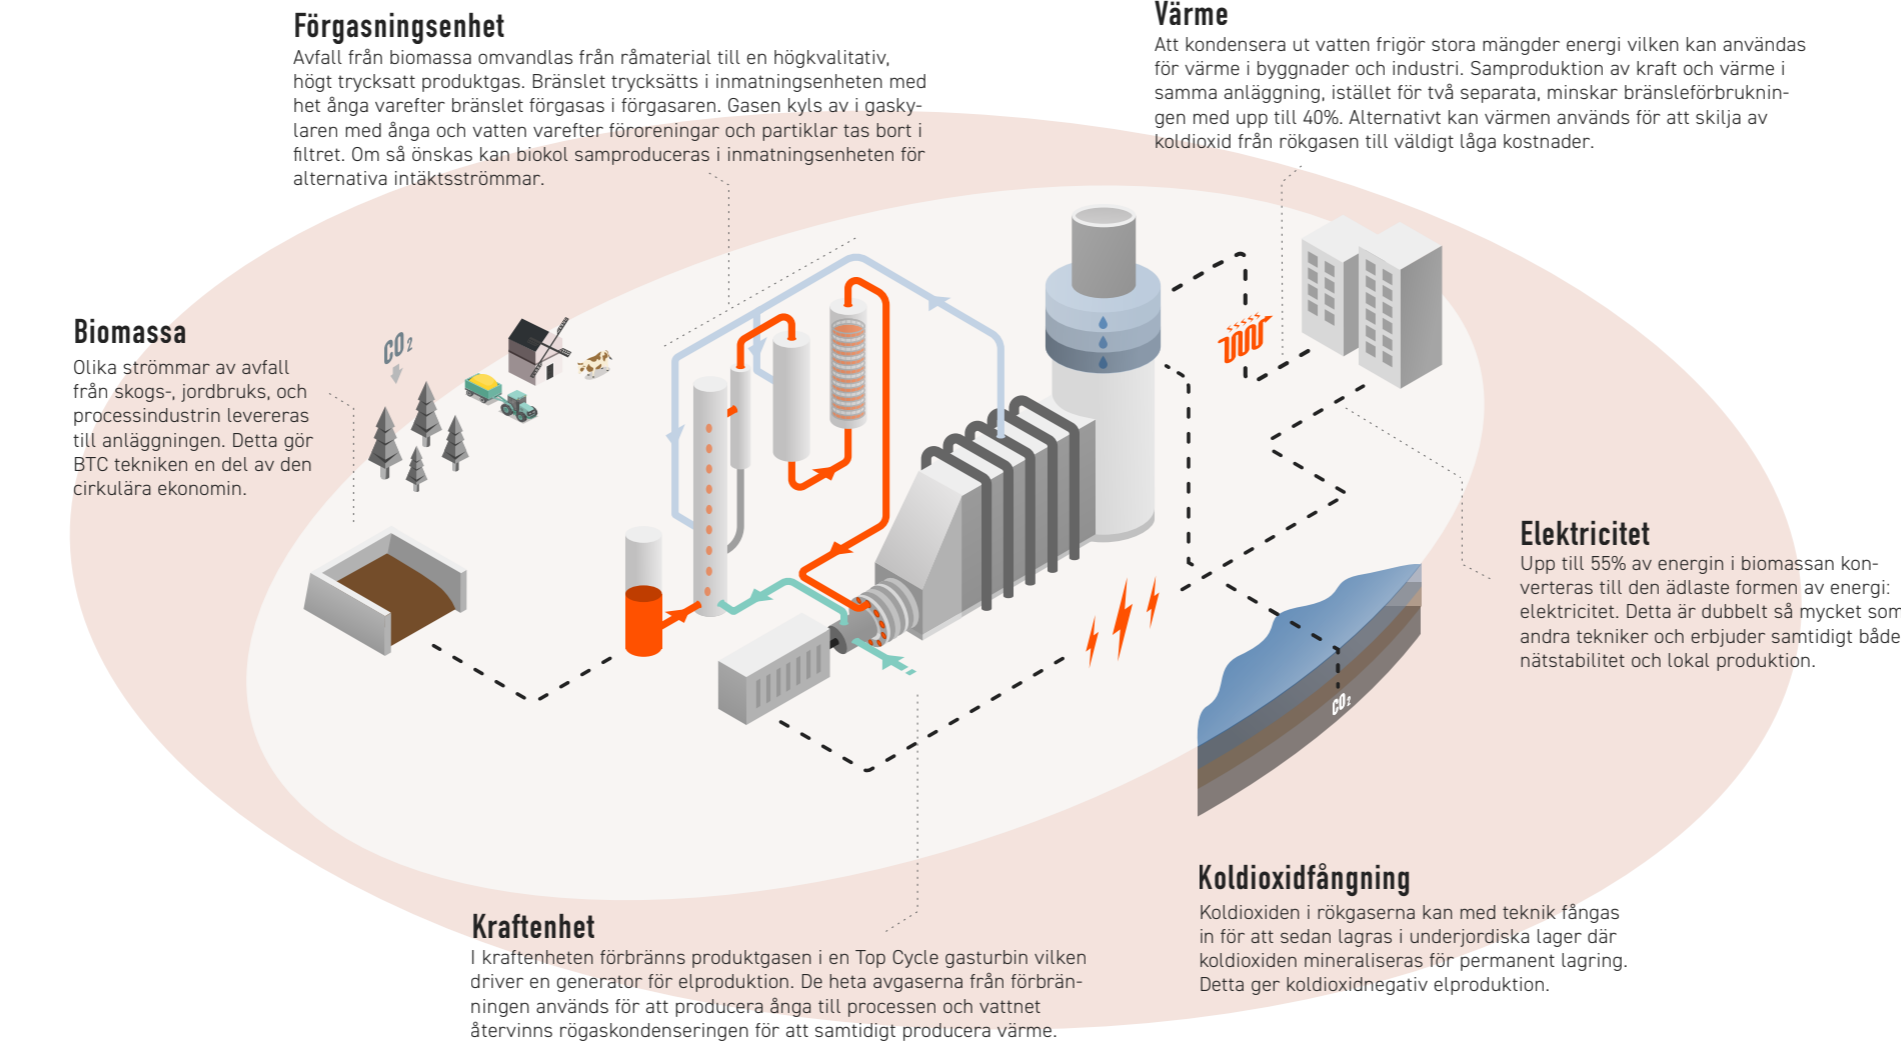 Förgasningsenhet
Avfall från biomassa omvandlas från råmaterial till en högkvalitativ,
högt trycksatt produktgas. Bränslet trycksätts i inmatningsenheten med
het ånga varefter bränslet förgasas i förgasaren. Gasen kyls av i gasky-
laren med ånga och vatten varefter föroreningar och partiklar tas bort i
filtret. Om så önskas kan biokol samproduceras i inmatningsenheten för
alternativa intäktsströmmar.
Värme
Att kondensera ut vatten frigör stora mängder energi vilken kan användas
för värme i byggnader och industri. Samproduktion av kraft och värme i
samma anläggning, istället för två separata, minskar bränsleförbruknin-
gen med upp till 40%. Alternativt kan värmen används för att skilja av
koldioxid från rökgasen till väldigt låga kostnader.
Biomassa
Olika strömmar av avfall
från skogs-, jordbruks, och
processindustrin levereras
till anläggningen. Detta gör
BTC tekniken en del av den
cirkulära ekonomin.
CO2
Elektricitet
Upp till 55% av energin i biomassan kon-
verteras till den ädlaste formen av energi:
elektricitet. Detta är dubbelt så mycket som
andra tekniker och erbjuder samtidigt både
nätstabilitet och lokal produktion.
CO2
Koldioxidfångning
Koldioxiden i rökgaserna kan med teknik fångas
in för att sedan lagras i underjordiska lager där
koldioxiden mineraliseras för permanent lagring.
Detta ger koldioxidnegativ elproduktion.
Kraftenhet
I kraftenheten förbränns produktgasen i en Top Cycle gasturbin vilken
driver en generator för elproduktion. De heta avgaserna från förbrän-
ningen används för att producera ånga till processen och vattnet
återvinns rögaskondenseringen för att samtidigt producera värme.